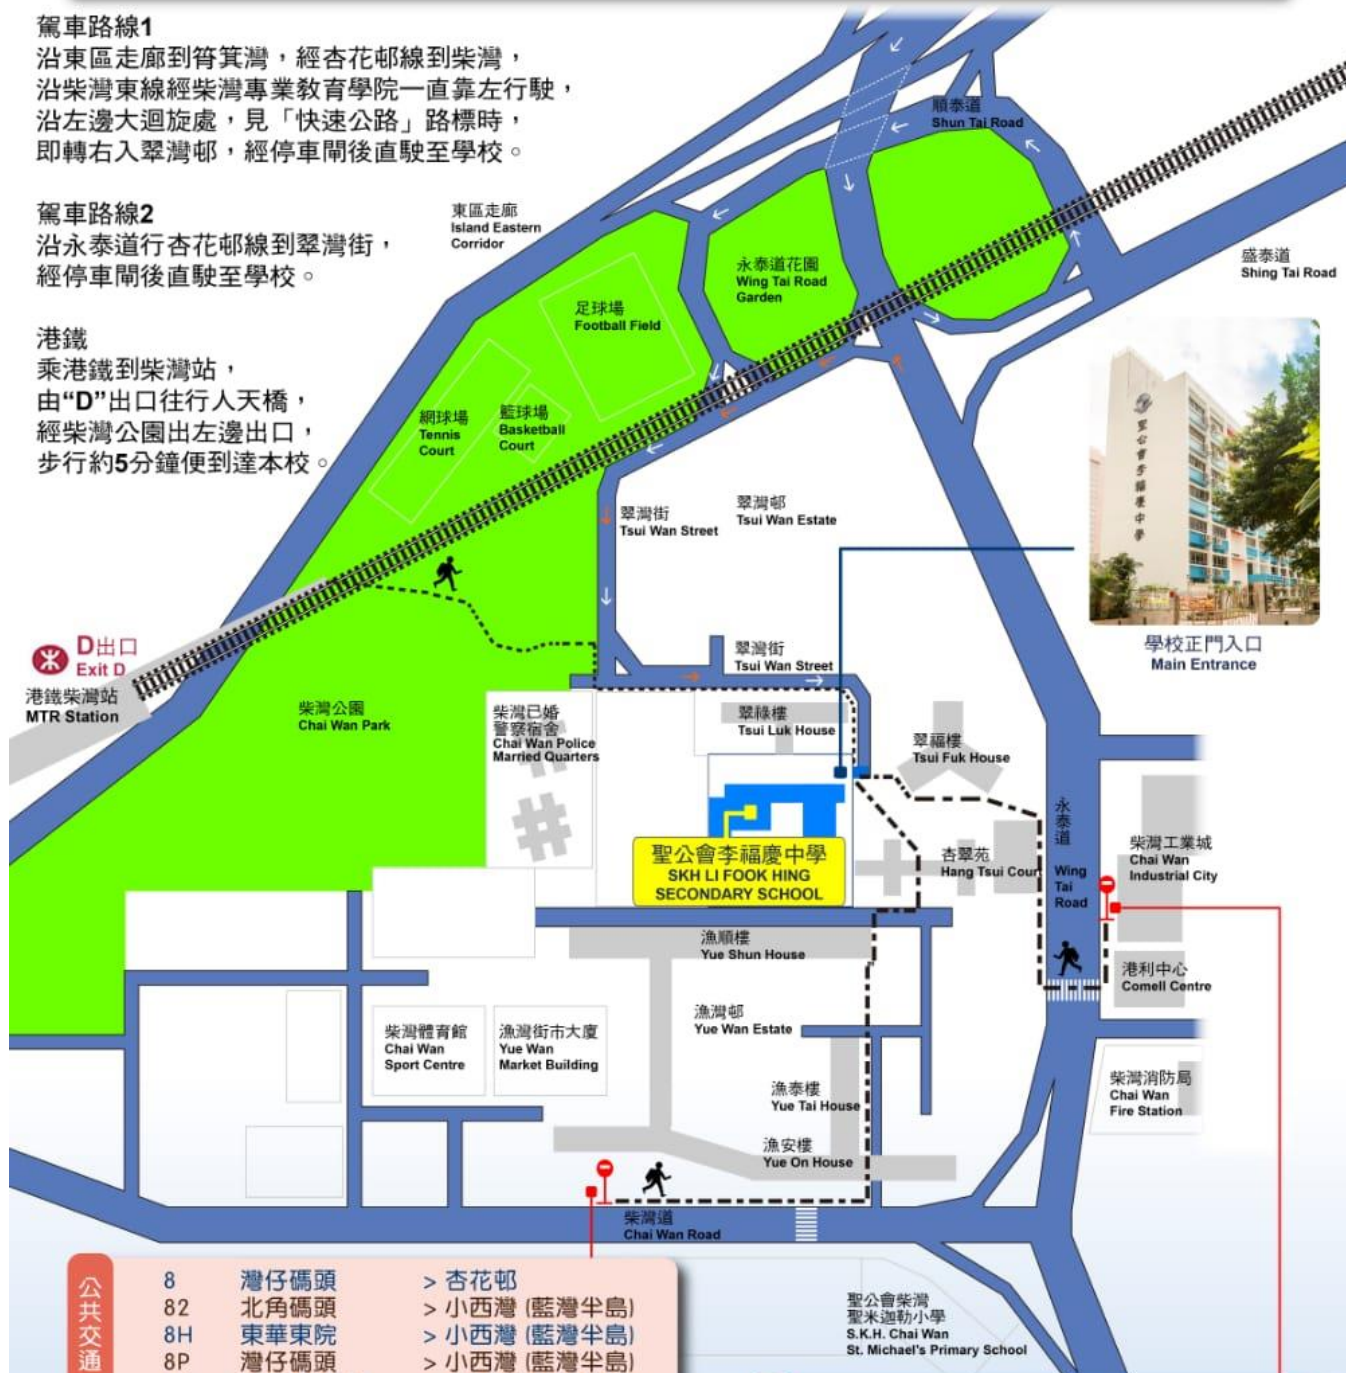 駕車路線1
沿東區走廊到筲箕灣，經杏花邨線到柴灣，
沿柴灣東線經柴灣專業教育學院一直靠左行駛，
沿左邊大迴旋處，見「快速公路」路標時，
即轉右入翠灣邨，經停車閘後直駛至學校。
駕車路線2
沿永泰道行杏花邨線到翠灣街，
經停車閘後直駛至學校。
港鐵
乘港鐵到柴灣站，
由“D”出口往行人天橋，
經柴灣公園出左邊出口，
步行約5分鐘便到達本校。
順泰道
Shun Tai Road
東區走廊
Island Eastern
Corridor
永泰道花園
Wing Tai Road
Garden
盛泰道
Shing Tai Road
足球場
Football Field
網球場
Tennis
Court
籃球場
Basketball
Court
翠灣街
Tsui Wan Street
翠灣邨
Tsui Wan Estate
聖公會李福慶中學
學校正門入口
Main Entrance
D出口
Exit D
港鐵柴灣站
MTR Station
柴灣公園
Chai Wan Park
翠灣街
Tsui Wan Street
柴灣已婚
警察宿舍
Chai Wan Police
Married Quarters
翠祿樓
Tsui Luk House
翠福樓
Tsui Fuk House
聖公會李福慶中學
SKH LI FOOK HING
SECONDARY SCHOOL
杏翠苑
Hang Tsui Court
永泰道
Wing
Tai
Road
柴灣工業城
Chai Wan
Industrial City
漁順樓
Yue Shun House
港利中心
Comell Centre
漁灣邨
Yue Wan Estate
柴灣體育館
Chai Wan
Sport Centre
漁灣街市大廈
Yue Wan
Market Building
漁泰樓
Yue Tai House
柴灣消防局
Chai Wan
Fire Station
漁安樓
Yue On House
柴灣道
Chai Wan Road
公共交通
8 灣仔碼頭 > 杏花邨
82 北角碼頭 > 小西灣 (藍灣半島)
8H 東華東院 > 小西灣 (藍灣半島)
8P 灣仔碼頭 > 小西灣 (藍灣半島)
聖公會柴灣
聖米迦勒小學
S.K.H. Chai Wan
St. Michael's Primary School